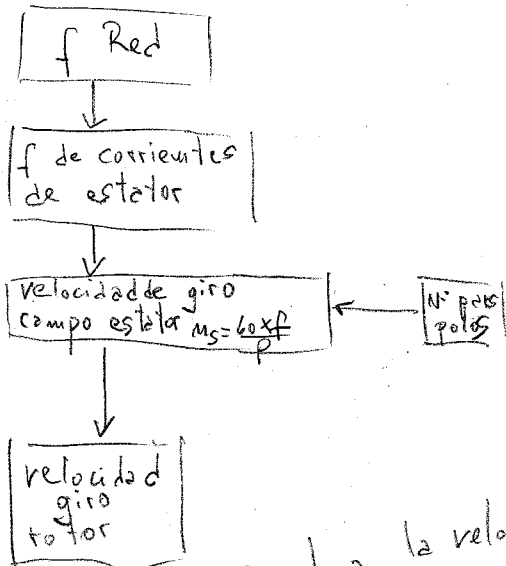 f Red
f de corrientes
de estator
velocidad de giro
campo estator ns = 60xf/p
Nº pares
polos
velocidad
giro
rotor
la velo